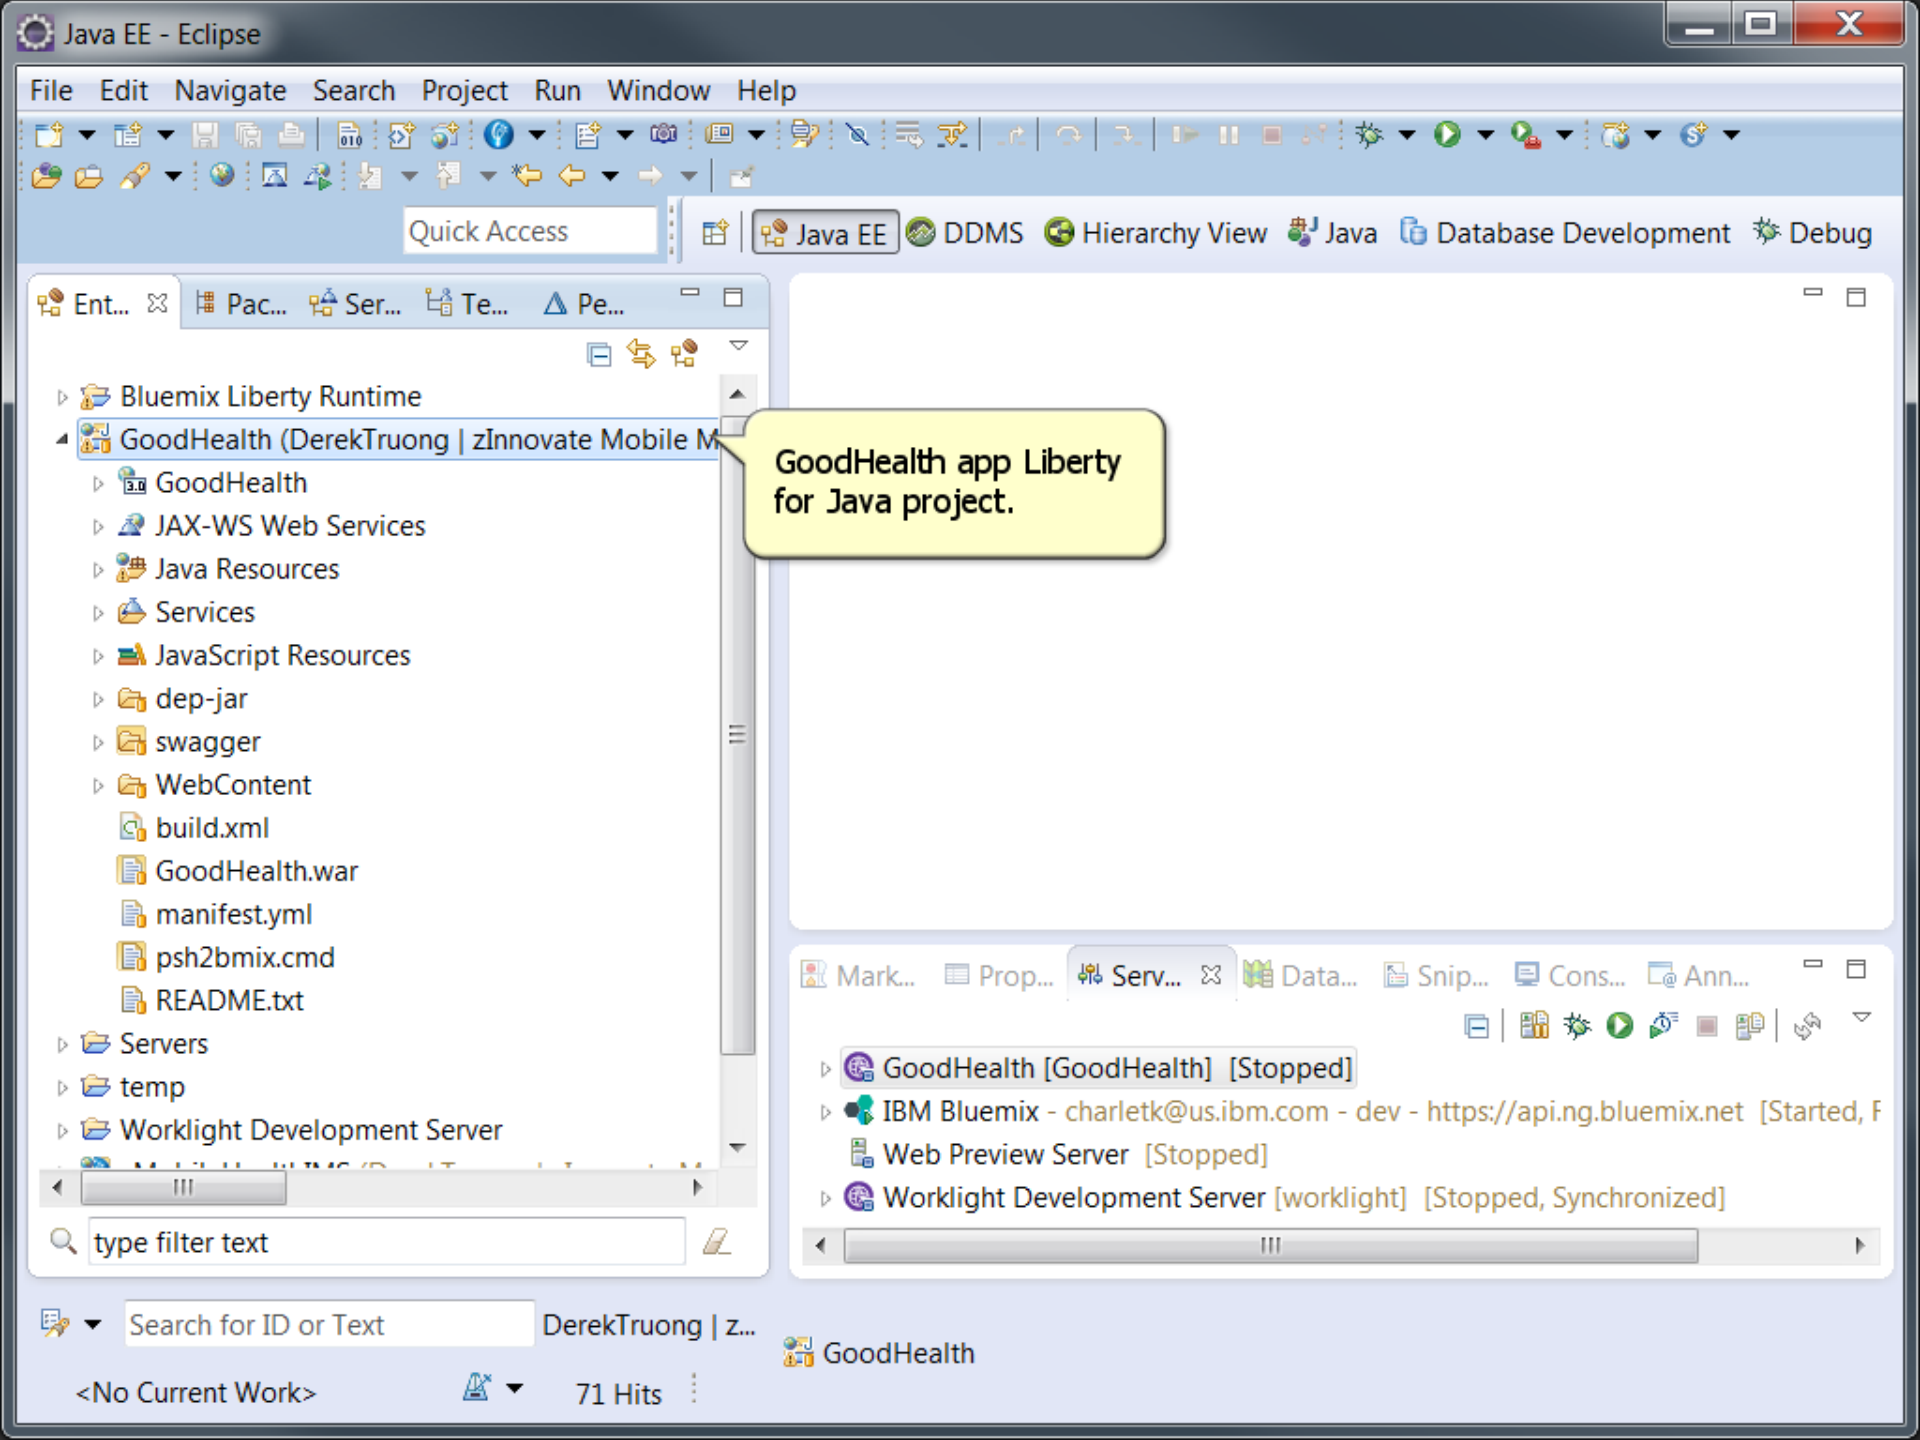 Java EE - Eclipse
File Edit Navigate Search Project Run Window Help
Quick Access
Java EE DDMS Hierarchy View Java Database Development Debug
Ent... Pac... Ser... Te... Pe...
Bluemix Liberty Runtime
GoodHealth (DerekTruong | zInnovate Mobile M
GoodHealth app Liberty
for Java project.
GoodHealth
JAX-WS Web Services
Java Resources
Services
JavaScript Resources
dep-jar
swagger
WebContent
build.xml
GoodHealth.war
manifest.yml
psh2bmix.cmd
README.txt
Servers
temp
Worklight Development Server
type filter text
Mark... Prop... Serv... Data... Snip... Cons... Ann...
GoodHealth [GoodHealth] [Stopped]
IBM Bluemix - charletk@us.ibm.com - dev - https://api.ng.bluemix.net [Started, F
Web Preview Server [Stopped]
Worklight Development Server [worklight] [Stopped, Synchronized]
Search for ID or Text DerekTruong | z...
GoodHealth
<No Current Work> 71 Hits